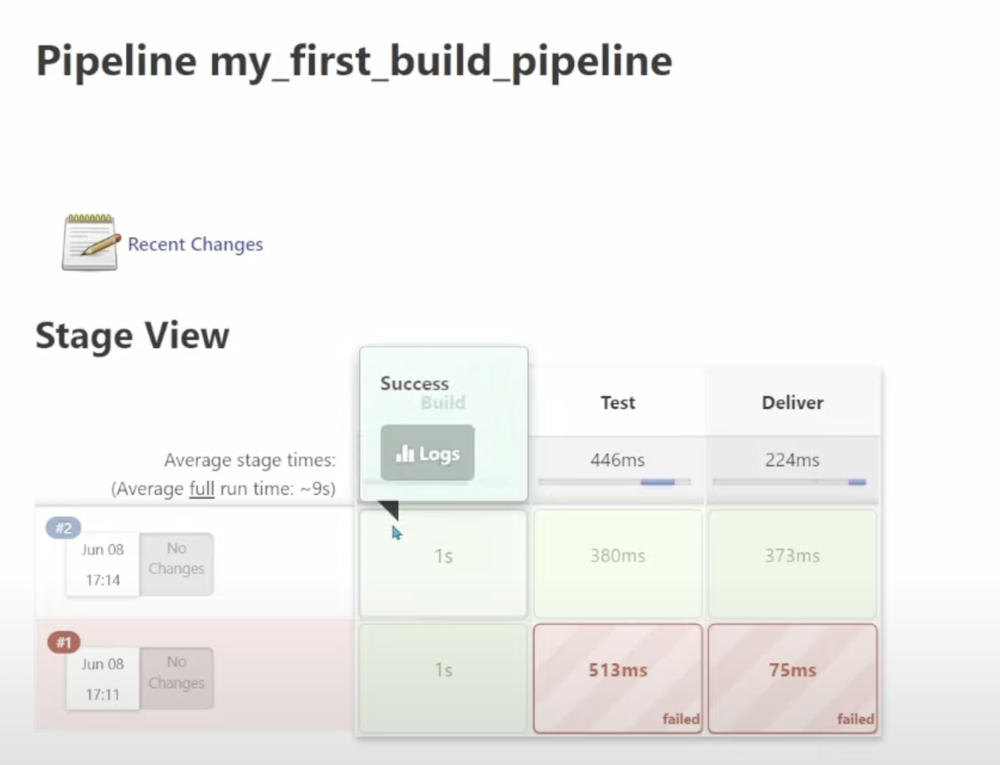 Pipeline my_first_build_pipeline
Recent Changes
Stage View
Success
Build
Logs
Test
Deliver
Average stage times:
(Average full run time: ~9s)
446ms
224ms
#2
Jun 08
17:14
No
Changes
1s
380ms
373ms
#1
Jun 08
17:11
No
Changes
1s
513ms
failed
75ms
failed